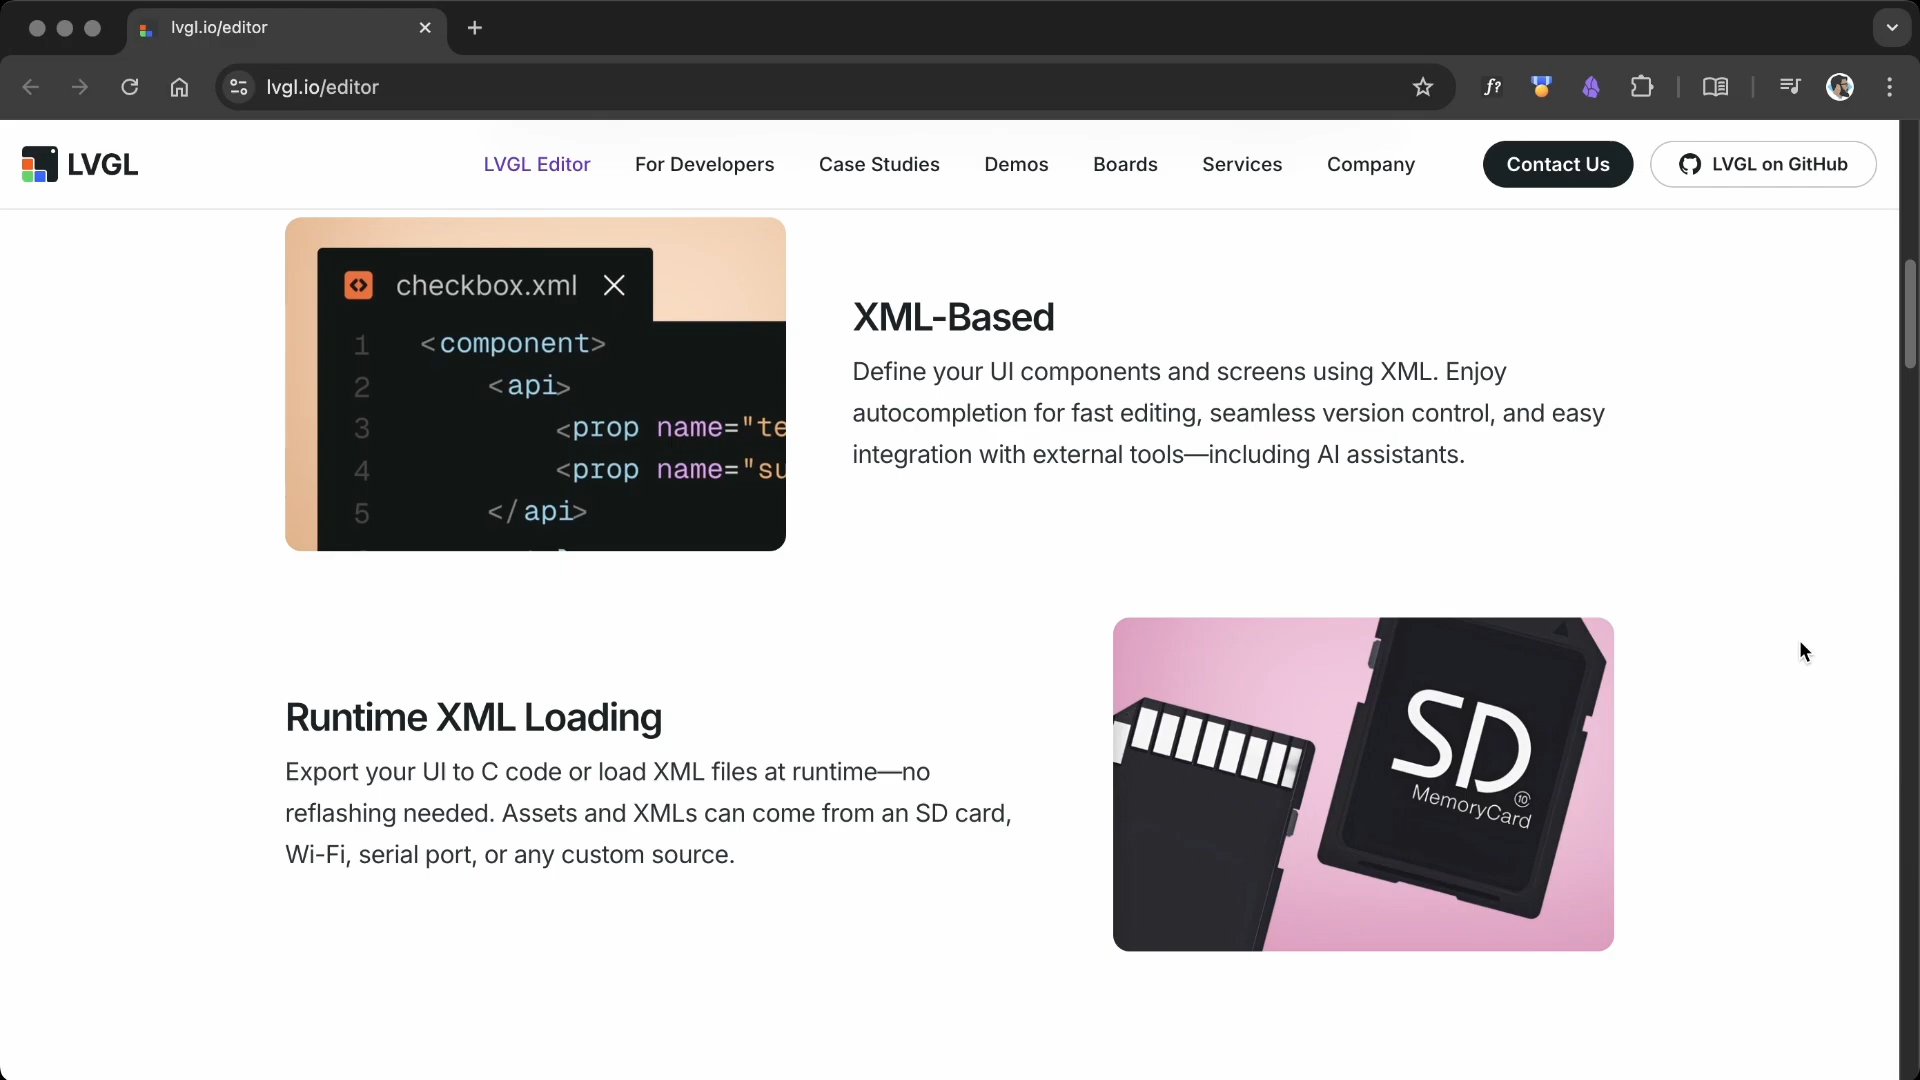 lvgl.io/editor
lvgl.io/editor
f?
LVGL
LVGL Editor
For Developers
Case Studies
Demos
Boards
Services
Company
Contact Us
LVGL on GitHub
checkbox.xml
1 <component>
2 <api>
3 <prop name="te
4 <prop name="su
5 </api>
XML-Based
Define your UI components and screens using XML. Enjoy
autocompletion for fast editing, seamless version control, and easy
integration with external tools—including AI assistants.
Runtime XML Loading
Export your UI to C code or load XML files at runtime—no
reflashing needed. Assets and XMLs can come from an SD card,
Wi-Fi, serial port, or any custom source.
SD
10
MemoryCard